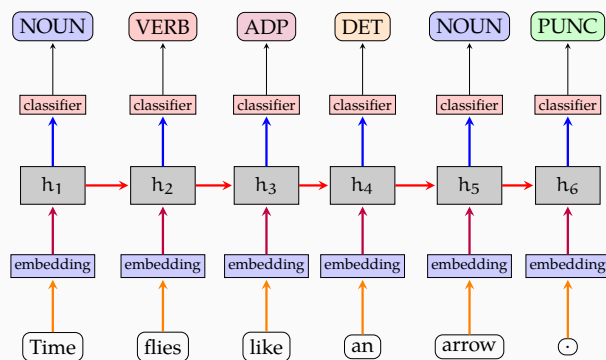 NOUN VERB ADP DET NOUN PUNC
classifier classifier classifier classifier classifier classifier
h₁ h₂ h₃ h₄ h₅ h₆
embedding embedding embedding embedding embedding embedding
Time flies like an arrow .